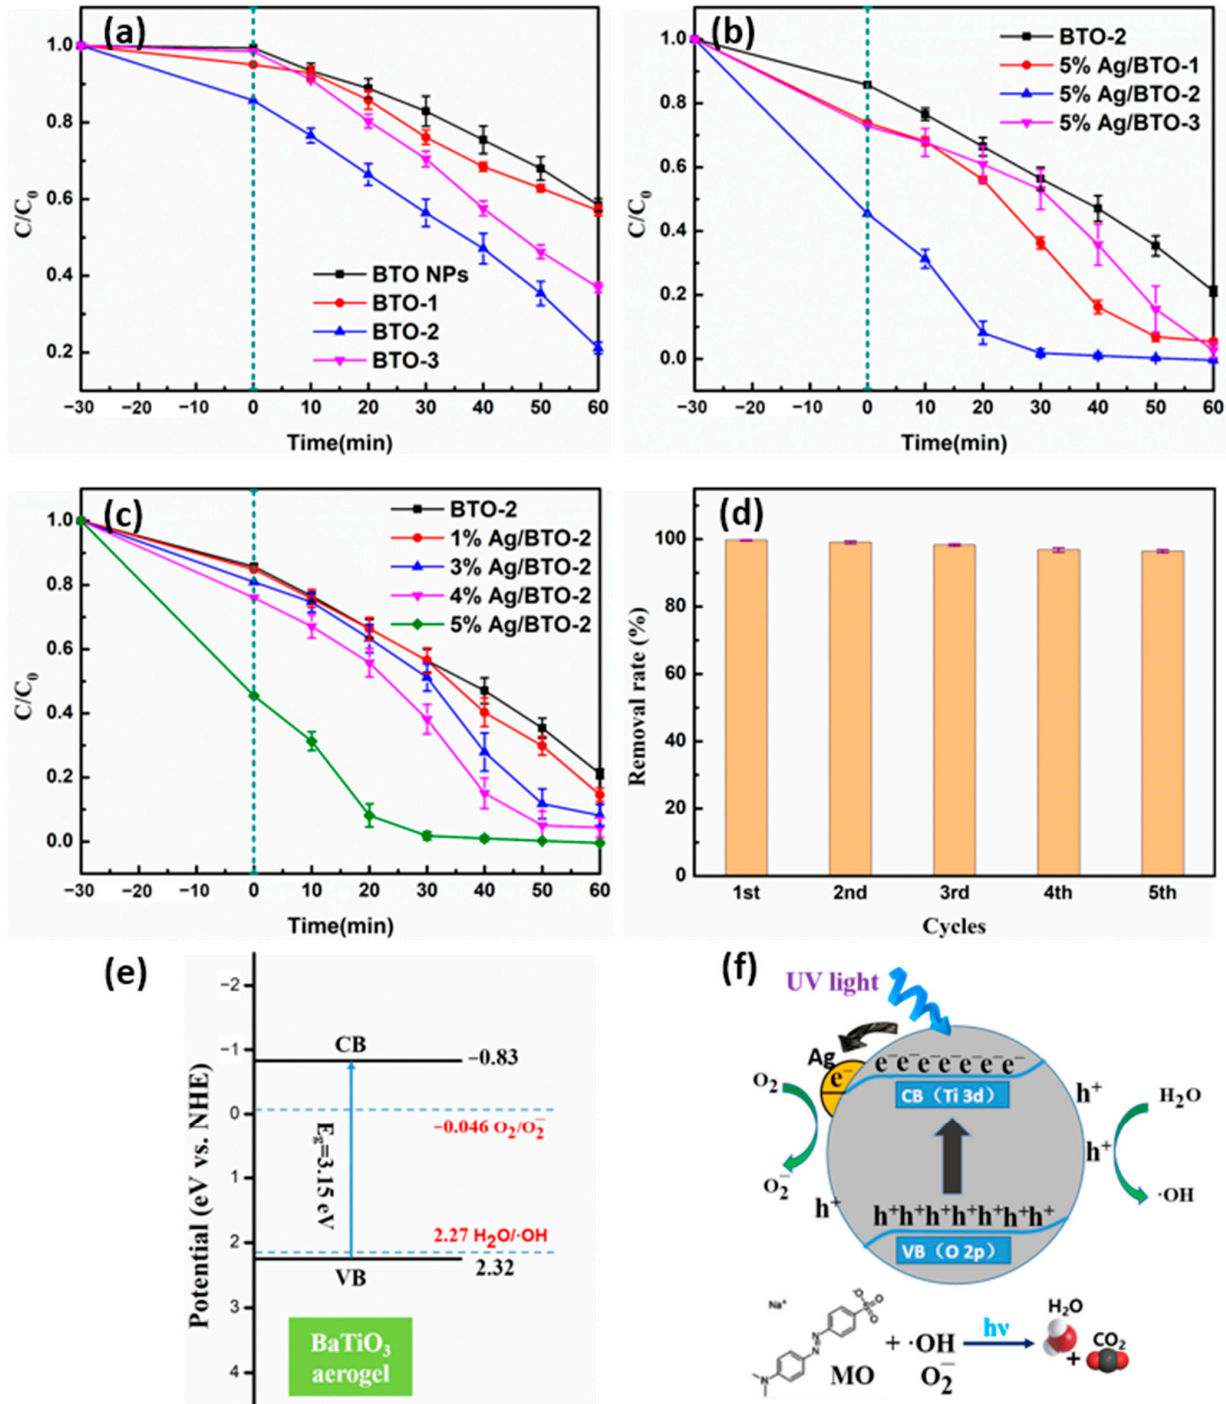 (a)
1.0
0.8
0.6
0.4
0.2
C/C0
BTO NPs
BTO-1
BTO-2
BTO-3
−30 −20 −10 0 10 20 30 40 50 60
Time(min)
(b)
1.0
0.8
0.6
0.4
0.2
0.0
C/C0
BTO-2
5% Ag/BTO-1
5% Ag/BTO-2
5% Ag/BTO-3
−30 −20 −10 0 10 20 30 40 50 60
Time(min)
(c)
1.0
0.8
0.6
0.4
0.2
0.0
C/C0
BTO-2
1% Ag/BTO-2
3% Ag/BTO-2
4% Ag/BTO-2
5% Ag/BTO-2
−30 −20 −10 0 10 20 30 40 50 60
Time(min)
(d)
100
80
60
40
20
0
Removal rate (%)
1st 2nd 3rd 4th 5th
Cycles
(e)
−2
−1
0
1
2
3
4
Potential (eV vs. NHE)
CB
−0.83
−0.046 O2/O2−
Eg=3.15 eV
2.27 H2O/·OH
VB
2.32
BaTiO3
aerogel
(f)
UV light
Ag
e−
e−e−e−e−e−e−e−
CB（Ti 3d）
O2
O2−
h+
H2O
h+
·OH
h+
h+h+h+h+h+h+h+
VB（O 2p）
Na+
O−
O
S
O
N
N
N
MO
+ ·OH
O2−
hν
H2O
+
CO2